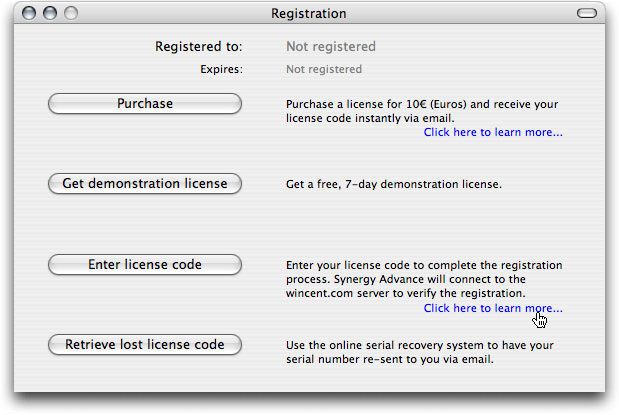 Registration
Registered to: Not registered
Expires: Not registered
Purchase
Purchase a license for 10€ (Euros) and receive your
license code instantly via email.
Click here to learn more...
Get demonstration license
Get a free, 7-day demonstration license.
Enter license code
Enter your license code to complete the registration
process. Synergy Advance will connect to the
wincent.com server to verify the registration.
Click here to learn more...
Retrieve lost license code
Use the online serial recovery system to have your
serial number re-sent to you via email.